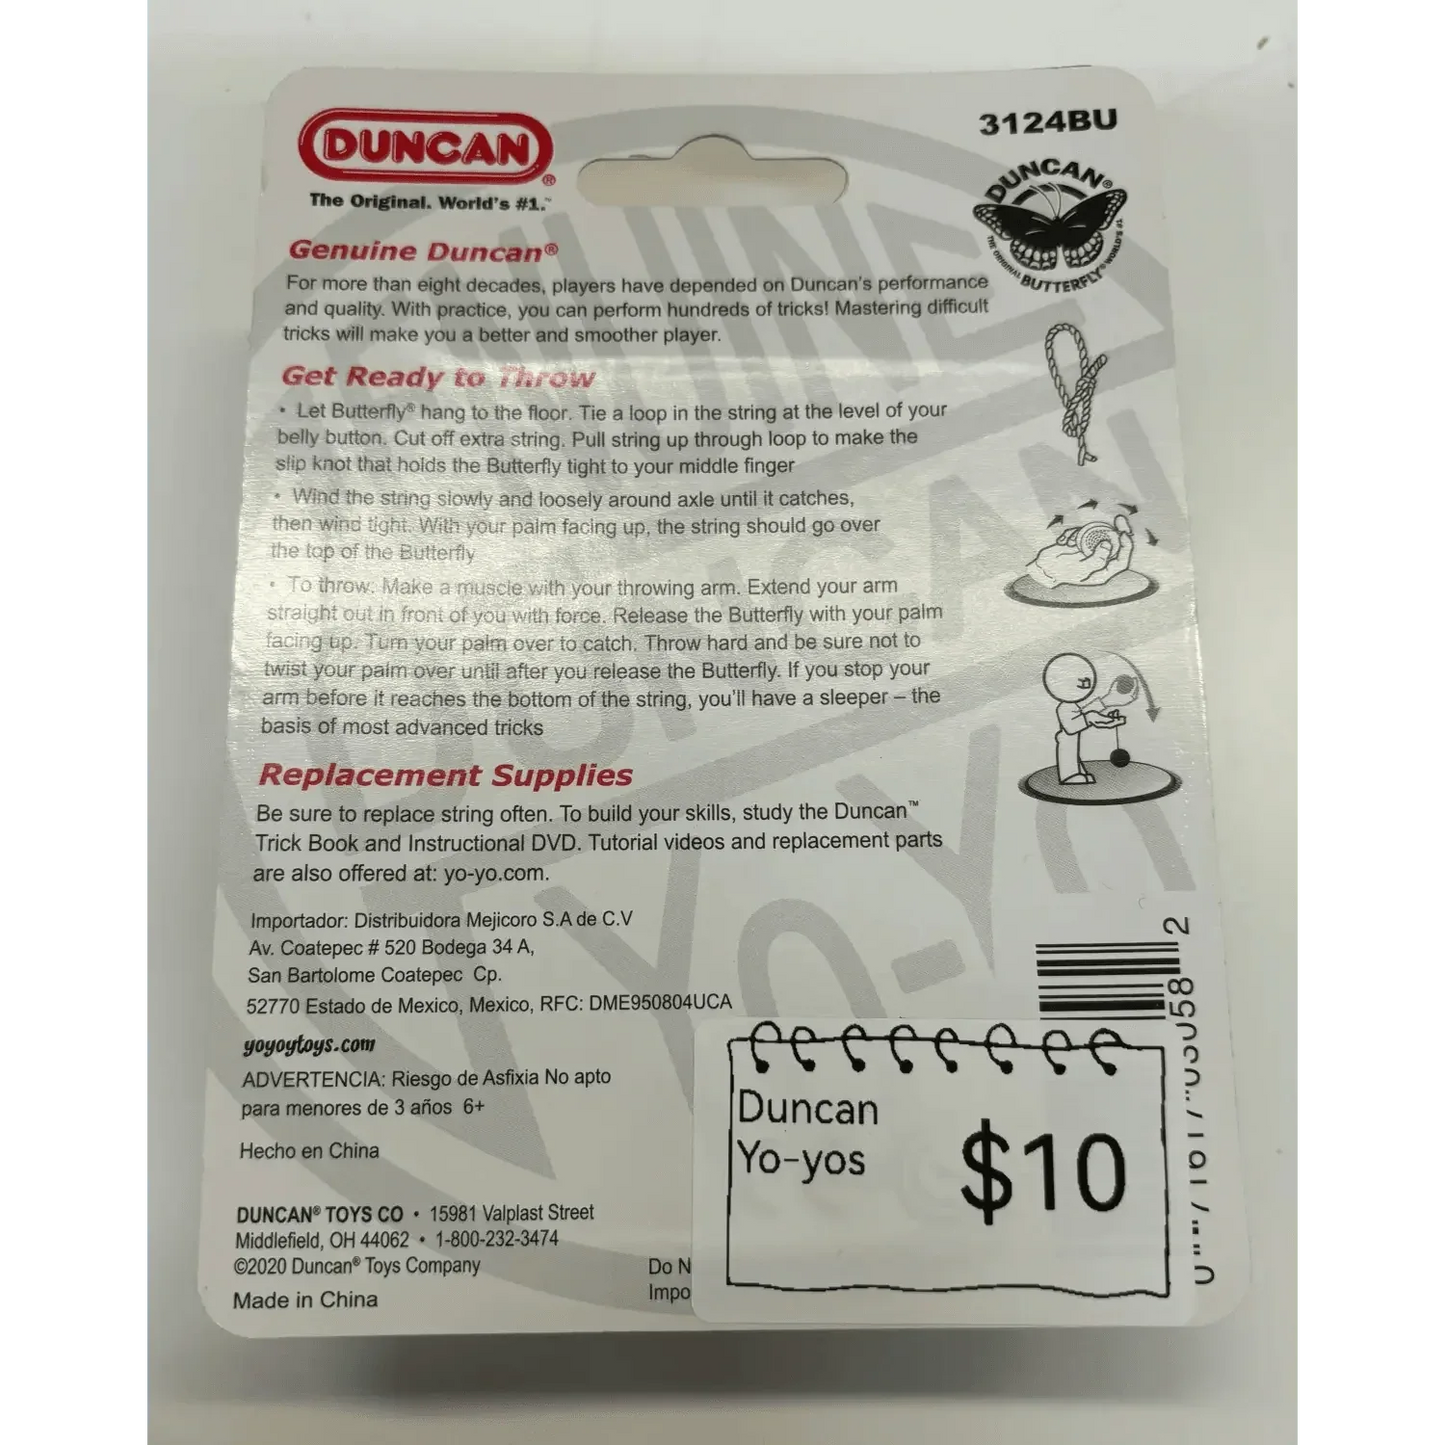 DUNCAN®
The Original. World's #1.™
3124BU
DUNCAN®
THE ORIGINAL BUTTERFLY® WORLD'S #1
Genuine Duncan®
For more than eight decades, players have depended on Duncan's performance
and quality. With practice, you can perform hundreds of tricks! Mastering difficult
tricks will make you a better and smoother player.
Get Ready to Throw
• Let Butterfly® hang to the floor. Tie a loop in the string at the level of your
belly button. Cut off extra string. Pull string up through loop to make the
slip knot that holds the Butterfly tight to your middle finger
• Wind the string slowly and loosely around axle until it catches,
then wind tight. With your palm facing up, the string should go over
the top of the Butterfly
• To throw: Make a muscle with your throwing arm. Extend your arm
straight out in front of you with force. Release the Butterfly with your palm
facing up. Turn your palm over to catch. Throw hard and be sure not to
twist your palm over until after you release the Butterfly. If you stop your
arm before it reaches the bottom of the string, you'll have a sleeper – the
basis of most advanced tricks
Replacement Supplies
Be sure to replace string often. To build your skills, study the Duncan™
Trick Book and Instructional DVD. Tutorial videos and replacement parts
are also offered at: yo-yo.com.
Importador: Distribuidora Mejicoro S.A de C.V
Av. Coatepec # 520 Bodega 34 A,
San Bartolome Coatepec Cp.
52770 Estado de Mexico, Mexico, RFC: DME950804UCA
yoyoytoys.com
ADVERTENCIA: Riesgo de Asfixia No apto
para menores de 3 años 6+
Hecho en China
DUNCAN® TOYS CO • 15981 Valplast Street
Middlefield, OH 44062 • 1-800-232-3474
©2020 Duncan® Toys Company
Made in China
Do N
Impo
Duncan
Yo-yos
$10
GENUINE
DUNCAN
YO-YO
2